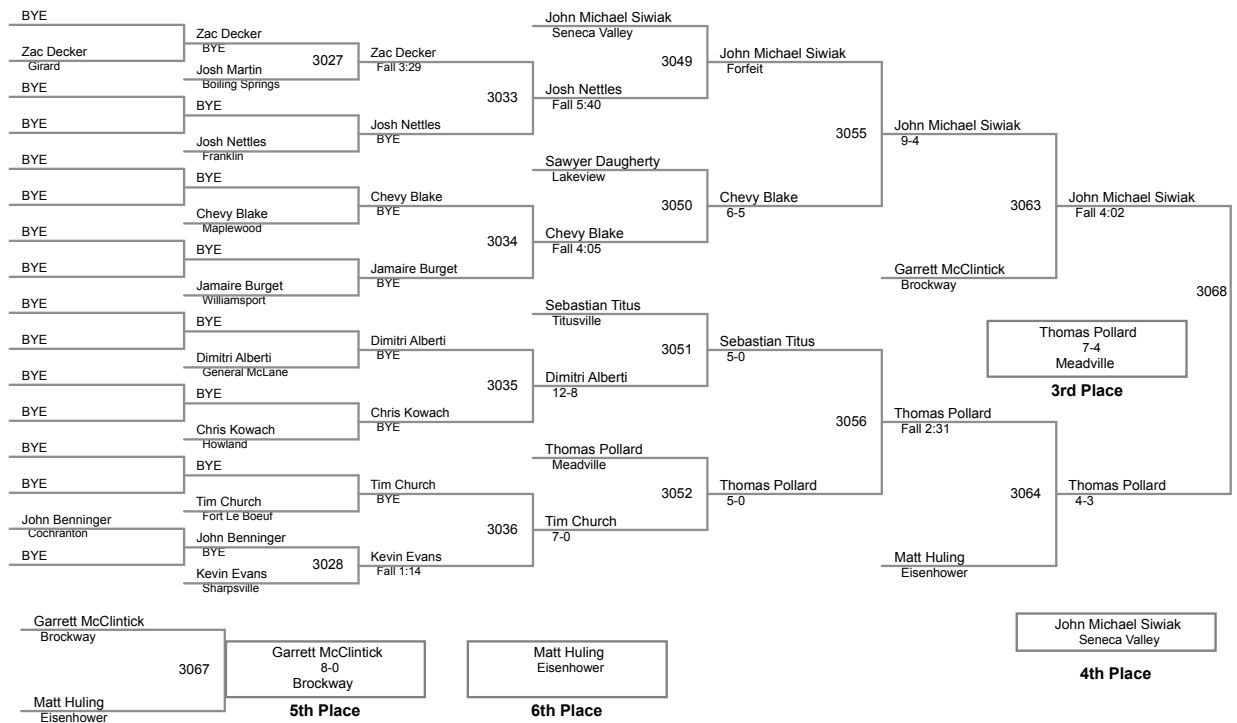 BYE
Zac Decker
Girard
BYE
BYE
BYE
BYE
BYE
BYE
BYE
BYE
BYE
BYE
BYE
BYE
John Benninger
Cochranton
BYE
Zac Decker
BYE
3027
Josh Martin
Boiling Springs
BYE
Josh Nettles
Franklin
BYE
Chevy Blake
Maplewood
BYE
Jamaire Burget
Williamsport
BYE
Dimitri Alberti
General McLane
BYE
Chris Kowach
Howland
BYE
Tim Church
Fort Le Boeuf
John Benninger
BYE
3028
Kevin Evans
Sharpsville
Zac Decker
Fall 3:29
3033
Josh Nettles
BYE
Chevy Blake
BYE
3034
Jamaire Burget
BYE
Dimitri Alberti
BYE
3035
Chris Kowach
BYE
Tim Church
BYE
3036
Kevin Evans
Fall 1:14
John Michael Siwiak
Seneca Valley
3049
Josh Nettles
Fall 5:40
Sawyer Daugherty
Lakeview
3050
Chevy Blake
Fall 4:05
Sebastian Titus
Titusville
3051
Dimitri Alberti
12-8
Thomas Pollard
Meadville
3052
Tim Church
7-0
John Michael Siwiak
Forfeit
3055
Chevy Blake
6-5
Sebastian Titus
5-0
3056
Thomas Pollard
5-0
John Michael Siwiak
9-4
3063
Garrett McClintick
Brockway
Thomas Pollard
Fall 2:31
3064
Matt Huling
Eisenhower
John Michael Siwiak
Fall 4:02
3068
Thomas Pollard
4-3
Thomas Pollard
7-4
Meadville
3rd Place
John Michael Siwiak
Seneca Valley
4th Place
Garrett McClintick
Brockway
3067
Matt Huling
Eisenhower
Garrett McClintick
8-0
Brockway
5th Place
Matt Huling
Eisenhower
6th Place